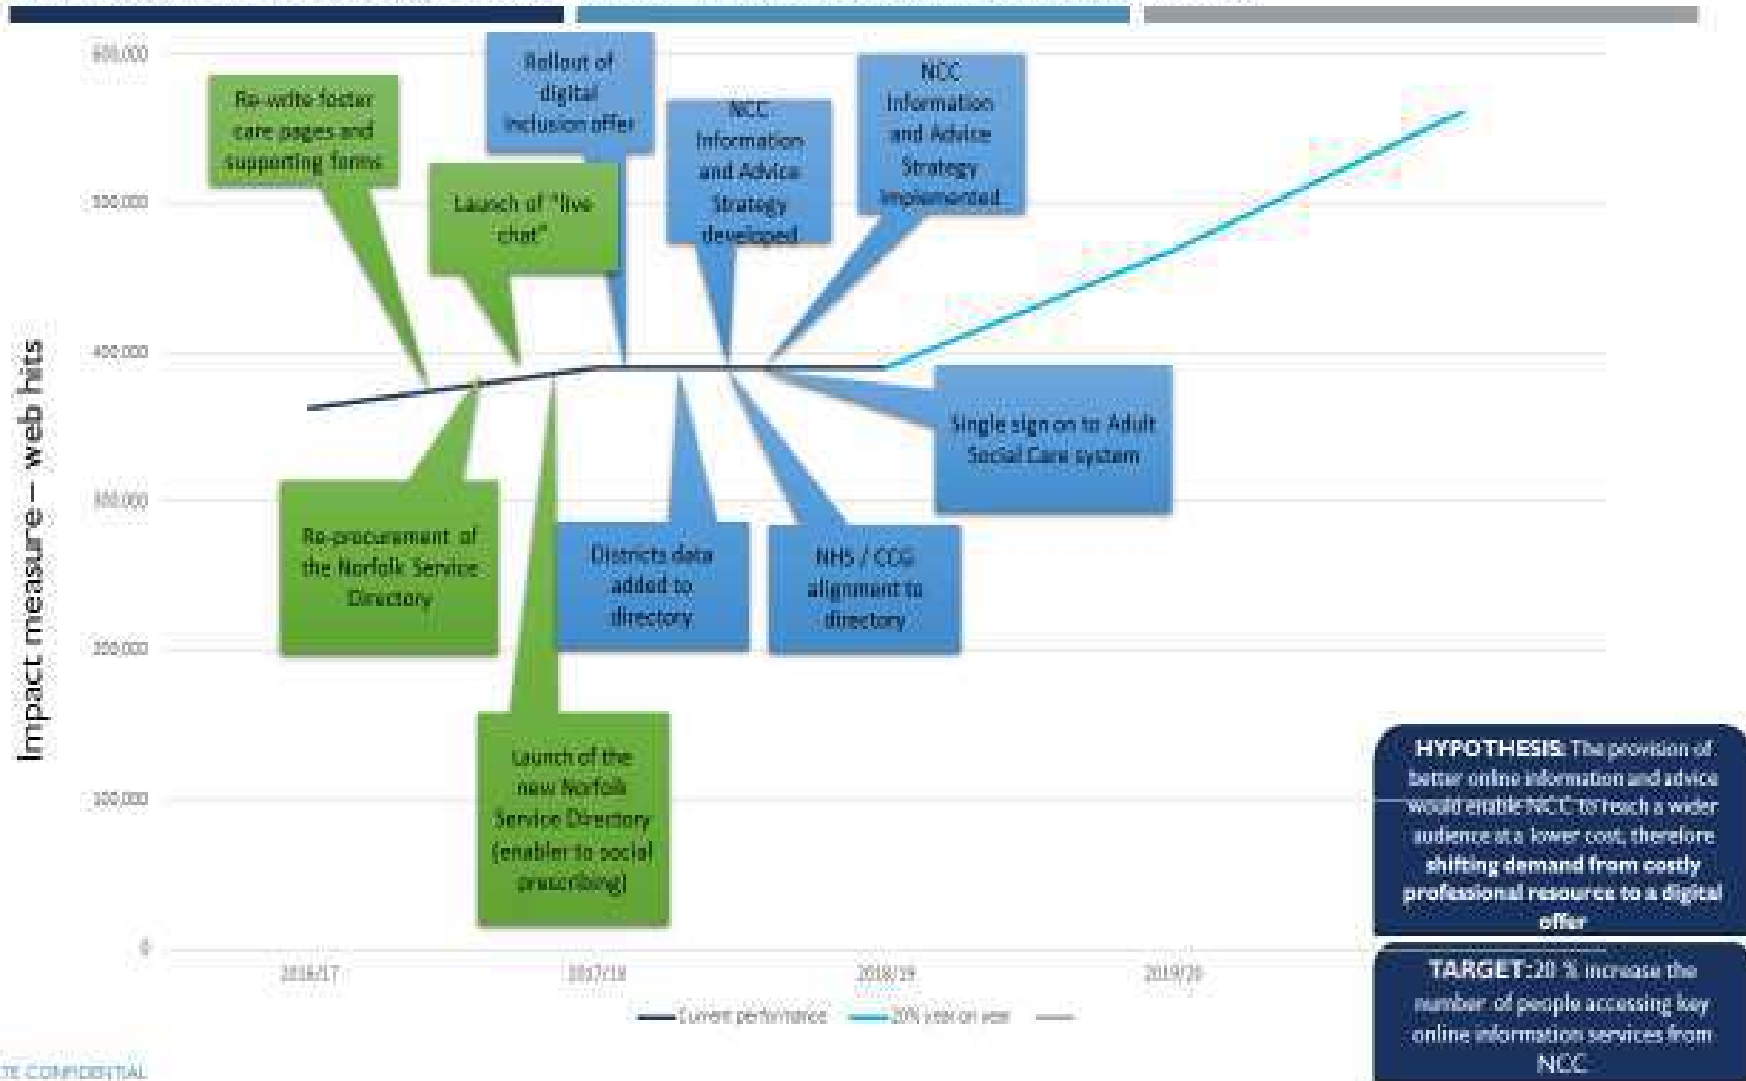 600,000
500,000
400,000
300,000
200,000
100,000
0
Impact measure – web hits
Re-write foster
care pages and
supporting forms
Launch of "live
chat"
Rollout of
digital
inclusion offer
NCC
Information
and Advice
Strategy
developed
NCC
Information
and Advice
Strategy
implemented
Single sign on to Adult
Social Care system
Re-procurement of
the Norfolk Service
Directory
Districts data
added to
directory
NHS / CCG
alignment to
directory
Launch of the
new Norfolk
Service Directory
(enabler to social
prescribing)
HYPOTHESIS: The provision of
better online information and advice
would enable NCC to reach a wider
audience at a lower cost, therefore
shifting demand from costly
professional resource to a digital
offer
TARGET: 20 % increase the
number of people accessing key
online information services from
NCC
2016/17
2017/18
2018/19
2019/20
Current performance
20% year on year
TE CONFIDENTIAL